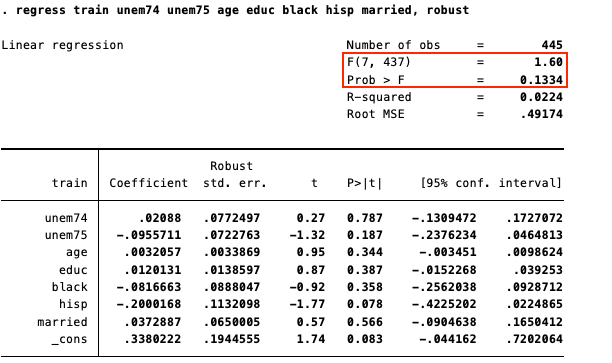 . regress train unem74 unem75 age educ black hisp married, robust
Linear regression Number of obs = 445
F(7, 437) = 1.60
Prob > F = 0.1334
R-squared = 0.0224
Root MSE = .49174
Robust
train Coefficient std. err. t P>|t| [95% conf. interval]
unem74 .02088 .0772497 0.27 0.787 -.1309472 .1727072
unem75 -.0955711 .0722763 -1.32 0.187 -.2376234 .0464813
age .0032057 .0033869 0.95 0.344 -.003451 .0098624
educ .0120131 .0138597 0.87 0.387 -.0152268 .039253
black -.0816663 .0888047 -0.92 0.358 -.2562038 .0928712
hisp -.2000168 .1132098 -1.77 0.078 -.4225202 .0224865
married .0372887 .0650005 0.57 0.566 -.0904638 .1650412
_cons .3380222 .1944555 1.74 0.083 -.044162 .7202064